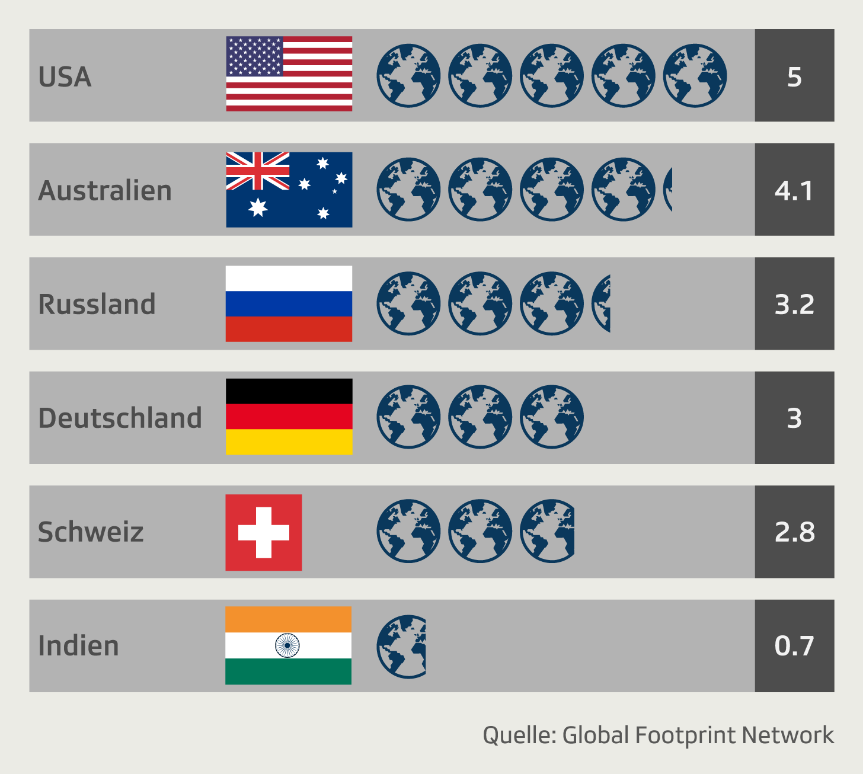 USA 5
Australien 4.1
Russland 3.2
Deutschland 3
Schweiz 2.8
Indien 0.7
Quelle: Global Footprint Network